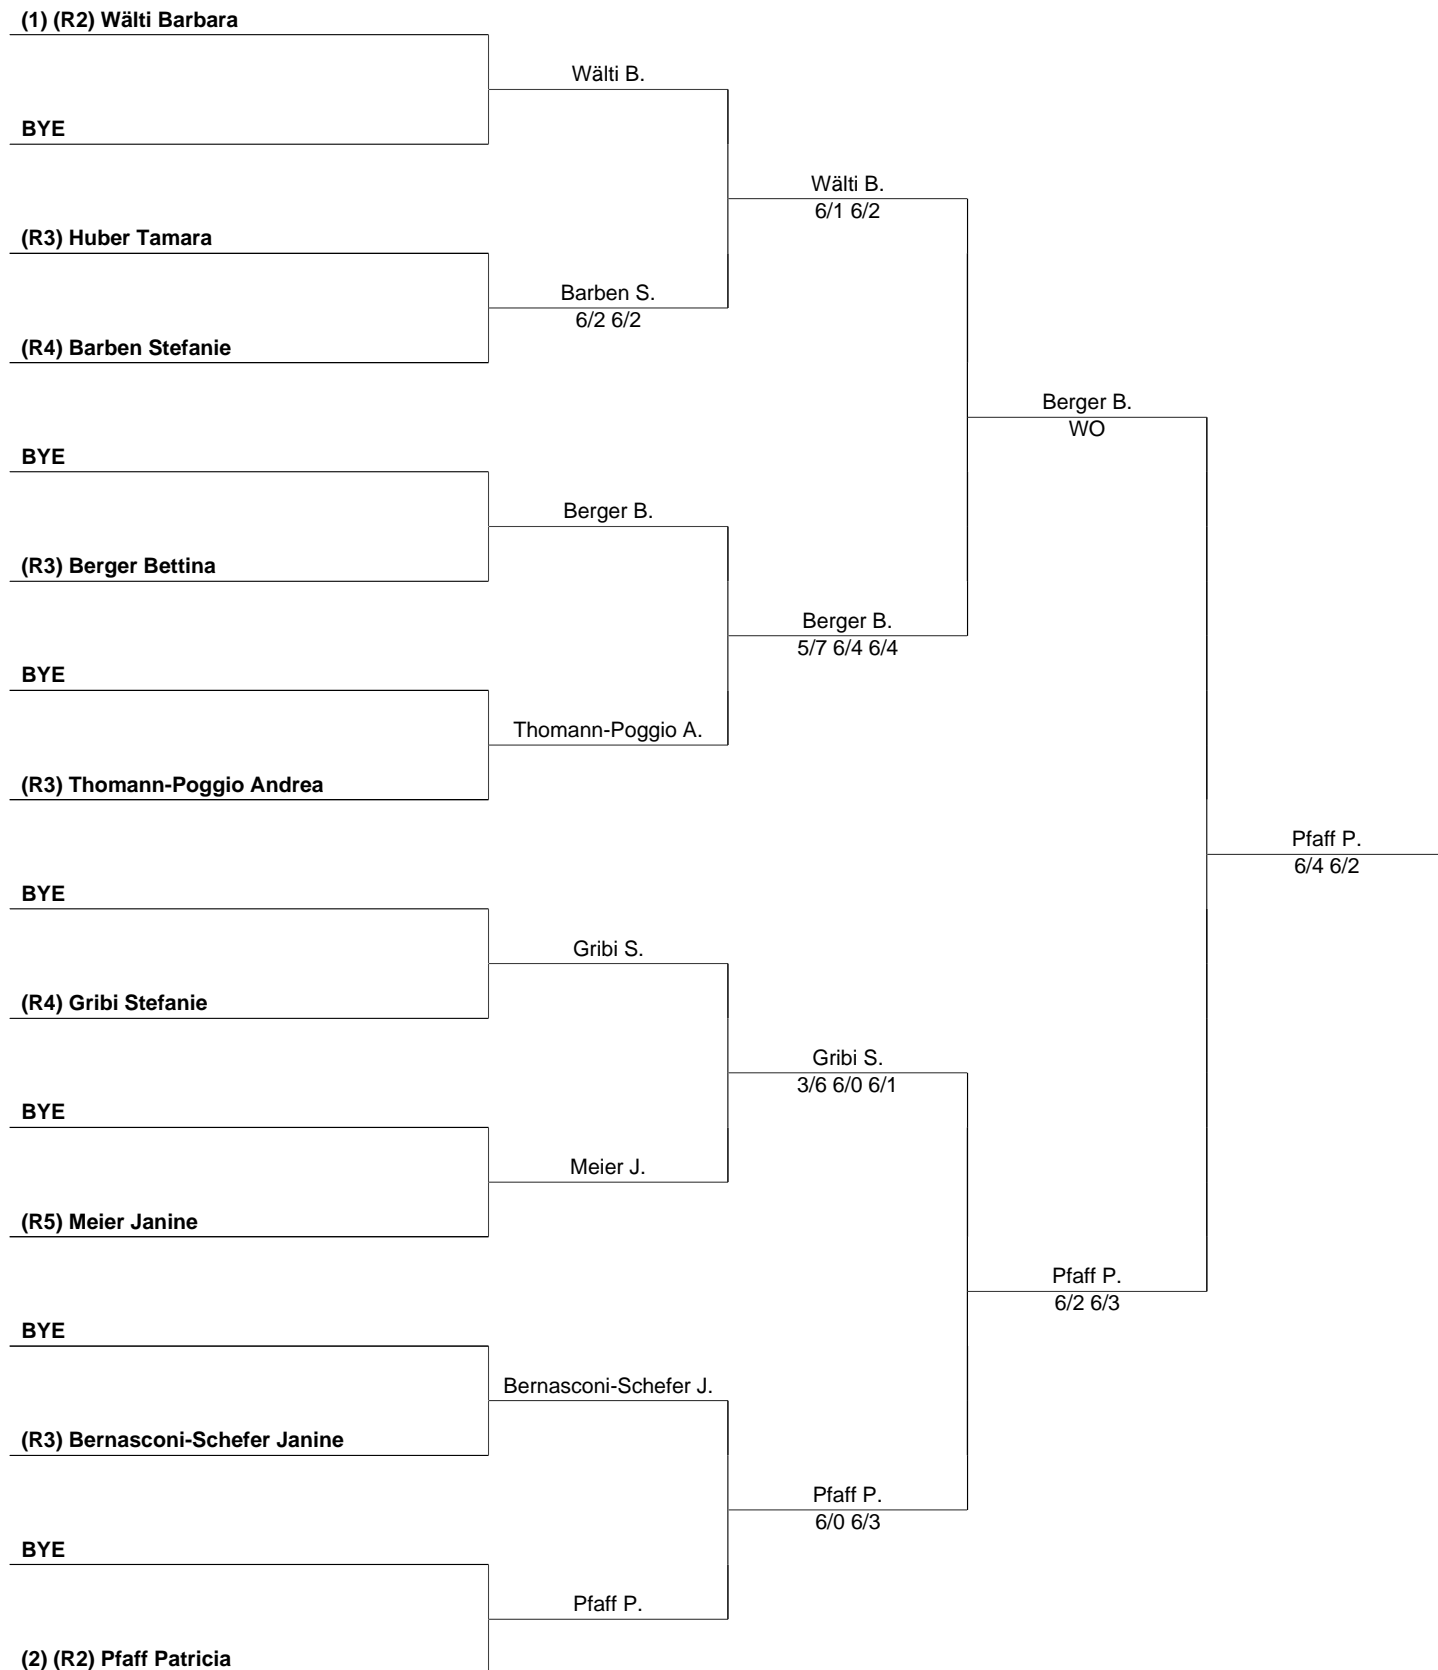 (1) (R2) Wälti Barbara
Wälti B.
BYE
Wälti B.
6/1 6/2
(R3) Huber Tamara
Barben S.
6/2 6/2
(R4) Barben Stefanie
Berger B.
WO
BYE
Berger B.
(R3) Berger Bettina
Berger B.
5/7 6/4 6/4
BYE
Thomann-Poggio A.
(R3) Thomann-Poggio Andrea
Pfaff P.
6/4 6/2
BYE
Gribi S.
(R4) Gribi Stefanie
Gribi S.
3/6 6/0 6/1
BYE
Meier J.
(R5) Meier Janine
Pfaff P.
6/2 6/3
BYE
Bernasconi-Schefer J.
(R3) Bernasconi-Schefer Janine
Pfaff P.
6/0 6/3
BYE
Pfaff P.
(2) (R2) Pfaff Patricia